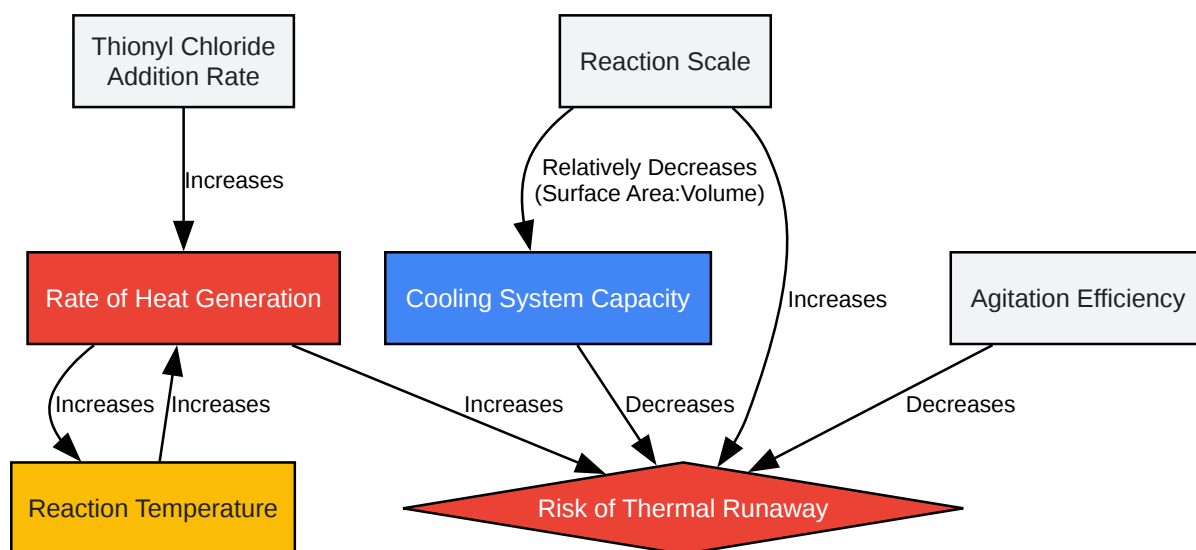 Thionyl Chloride
Addition Rate
Reaction Scale
Increases
Relatively Decreases
(Surface Area:Volume)
Rate of Heat Generation
Cooling System Capacity
Increases
Agitation Efficiency
Increases
Increases
Increases
Decreases
Decreases
Reaction Temperature
Risk of Thermal Runaway